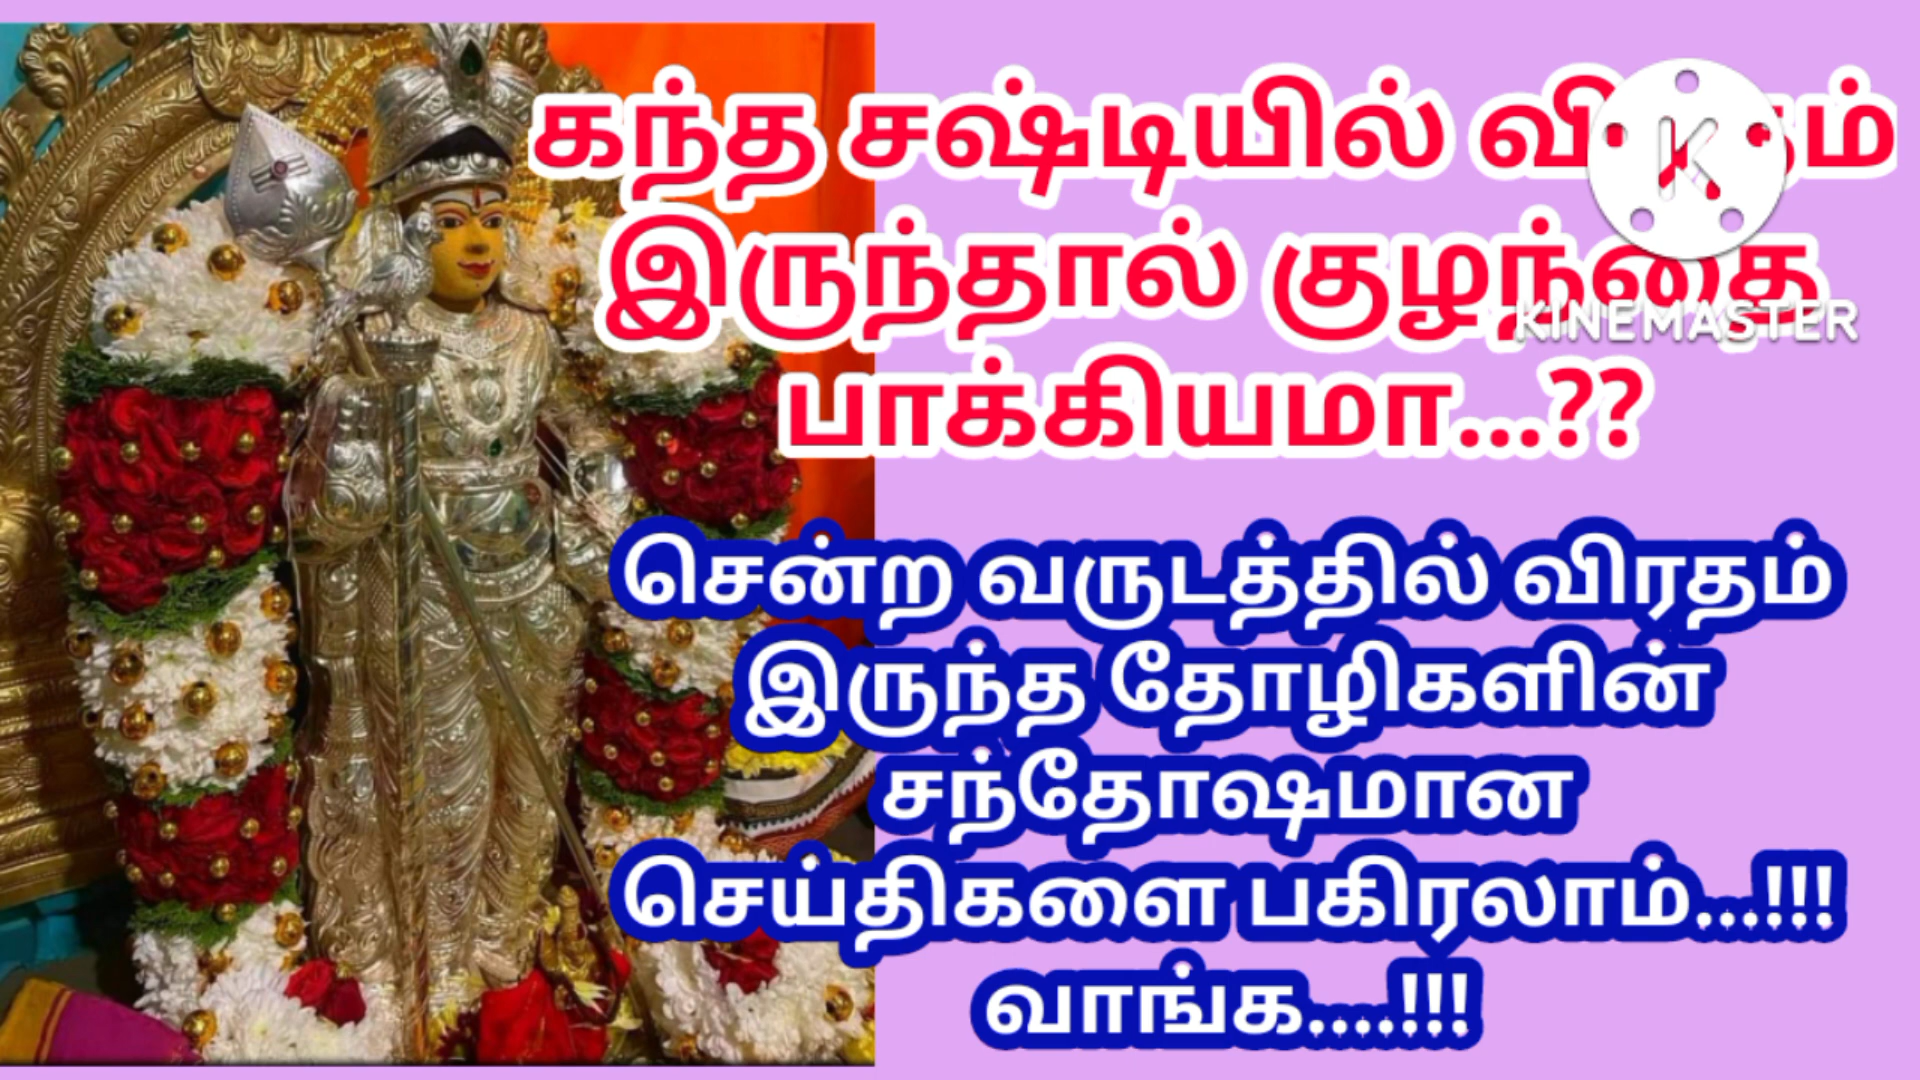 கந்த சஷ்டியில்
இருந்தால் குழந்தை
பாக்கியமா...??
சென்ற வருடத்தில் விரதம்
இருந்த தோழிகளின்
சந்தோஷமான
செய்திகளை பகிரலாம்...!!!
வாங்க....!!!
K
KINEMASTER